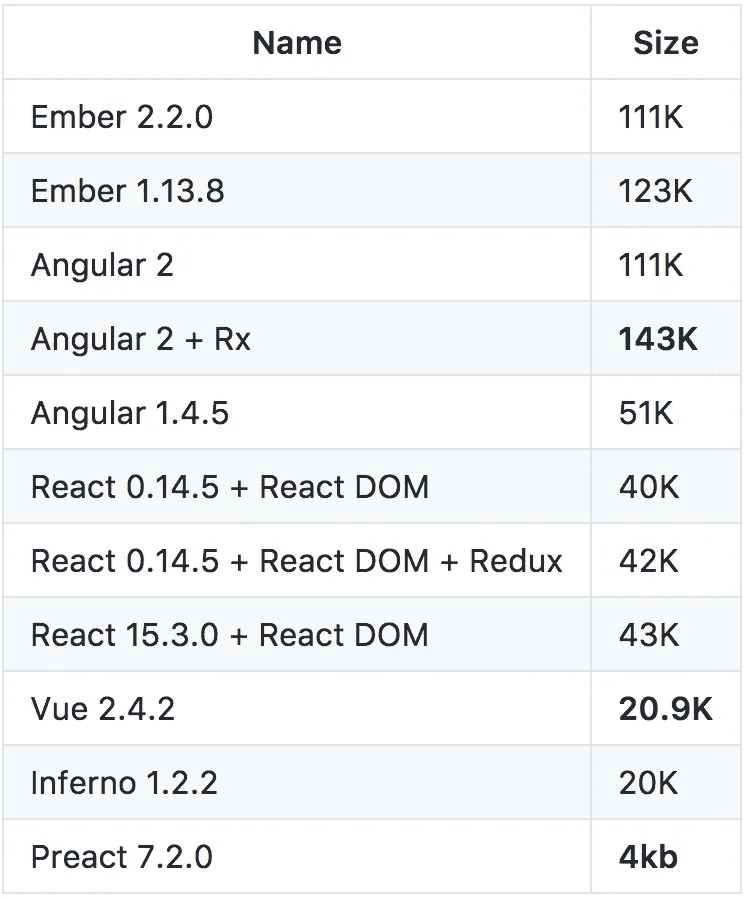 Name Size
Ember 2.2.0 111K
Ember 1.13.8 123K
Angular 2 111K
Angular 2 + Rx 143K
Angular 1.4.5 51K
React 0.14.5 + React DOM 40K
React 0.14.5 + React DOM + Redux 42K
React 15.3.0 + React DOM 43K
Vue 2.4.2 20.9K
Inferno 1.2.2 20K
Preact 7.2.0 4kb